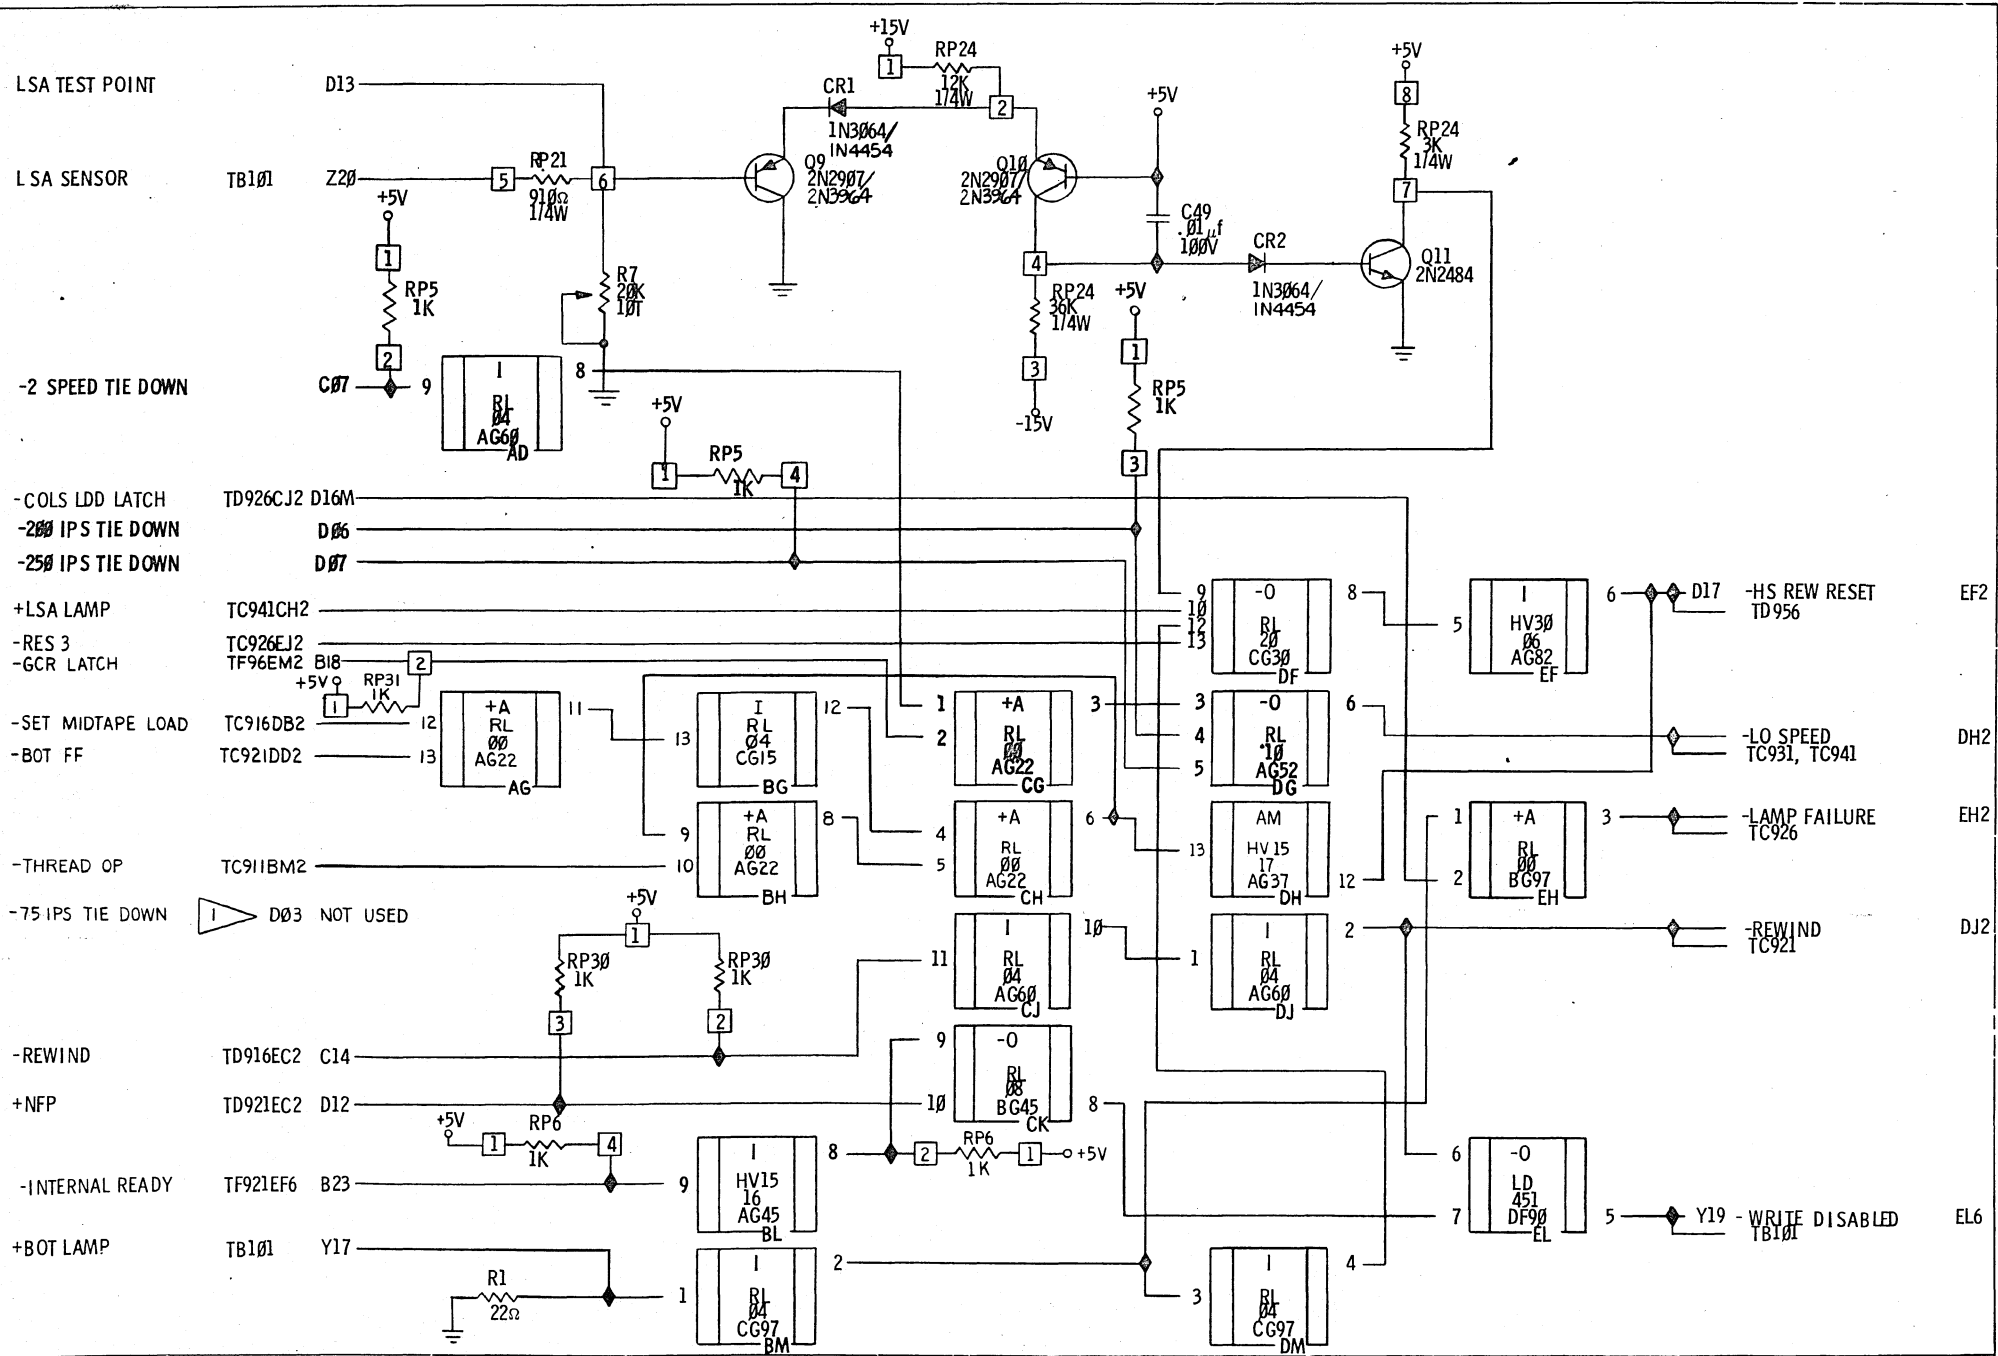 +15V
1
RP24
12K
1/4W
2
+5V
8
RP24
3K
1/4W
7
LSA TEST POINT D13
CR1
1N3064/
1N4454
+5V
LSA SENSOR TB101 Z20
5
RP21
910Ω
1/4W
6
Q9
2N2907/
2N3964
Q10
2N2907/
2N3964
C49
.01μf
100V
CR2
1N3064/
1N4454
Q11
2N2484
+5V
1
RP5
1K
2
R7
20K
10T
4
RP24
36K
1/4W
3
-15V
+5V
1
RP5
1K
3
-2 SPEED TIE DOWN C07 9
I
RL
04
AG60
AD
8
+5V
1
RP5
1K
4
-COLS LDD LATCH TD926CJ2 D16M
-200 IPS TIE DOWN D06
-250 IPS TIE DOWN D07
+LSA LAMP TC941CH2
-RES 3 TC926EJ2
-GCR LATCH TF96EM2 B18
2
+5V
1
RP31
1K
9
10
12
13
-O
RL
20
CG30
DF
8
5
I
HV30
06
AG82
EF
6
D17 -HS REW RESET EF2
TD956
-SET MIDTAPE LOAD TC916DB2 12
-BOT FF TC921DD2 13
+A
RL
00
AG22
AG
11
13
I
RL
04
CG15
BG
12
1
2
+A
RL
00
AG22
CG
3
3
4
5
-O
RL
10
AG52
DG
6
-LO SPEED DH2
TC931, TC941
9
10
+A
RL
00
AG22
BH
8
4
5
+A
RL
00
AG22
CH
6
13
AM
HV15
17
AG37
DH
12
1
2
+A
RL
00
BG97
EH
3
-LAMP FAILURE EH2
TC926
-THREAD OP TC911BM2
-75 IPS TIE DOWN 1 D03 NOT USED
+5V
1
RP30
1K
3
RP30
1K
2
11
I
RL
04
AG60
CJ
10
1
I
RL
04
AG60
DJ
2
-REWIND DJ2
TC921
-REWIND TD916EC2 C14
+NFP TD921EC2 D12
9
10
-O
RL
08
BG45
CK
8
+5V
1
RP6
1K
4
-INTERNAL READY TF921EF6 B23 9
I
HV15
16
AG45
BL
8
2
RP6
1K
1
+5V
6
7
-O
LD
451
DF90
EL
5
Y19 -WRITE DISABLED EL6
TB101
+BOT LAMP TB101 Y17
R1
22Ω
1
I
RL
04
CG97
BM
2
3
I
RL
04
CG97
DM
4